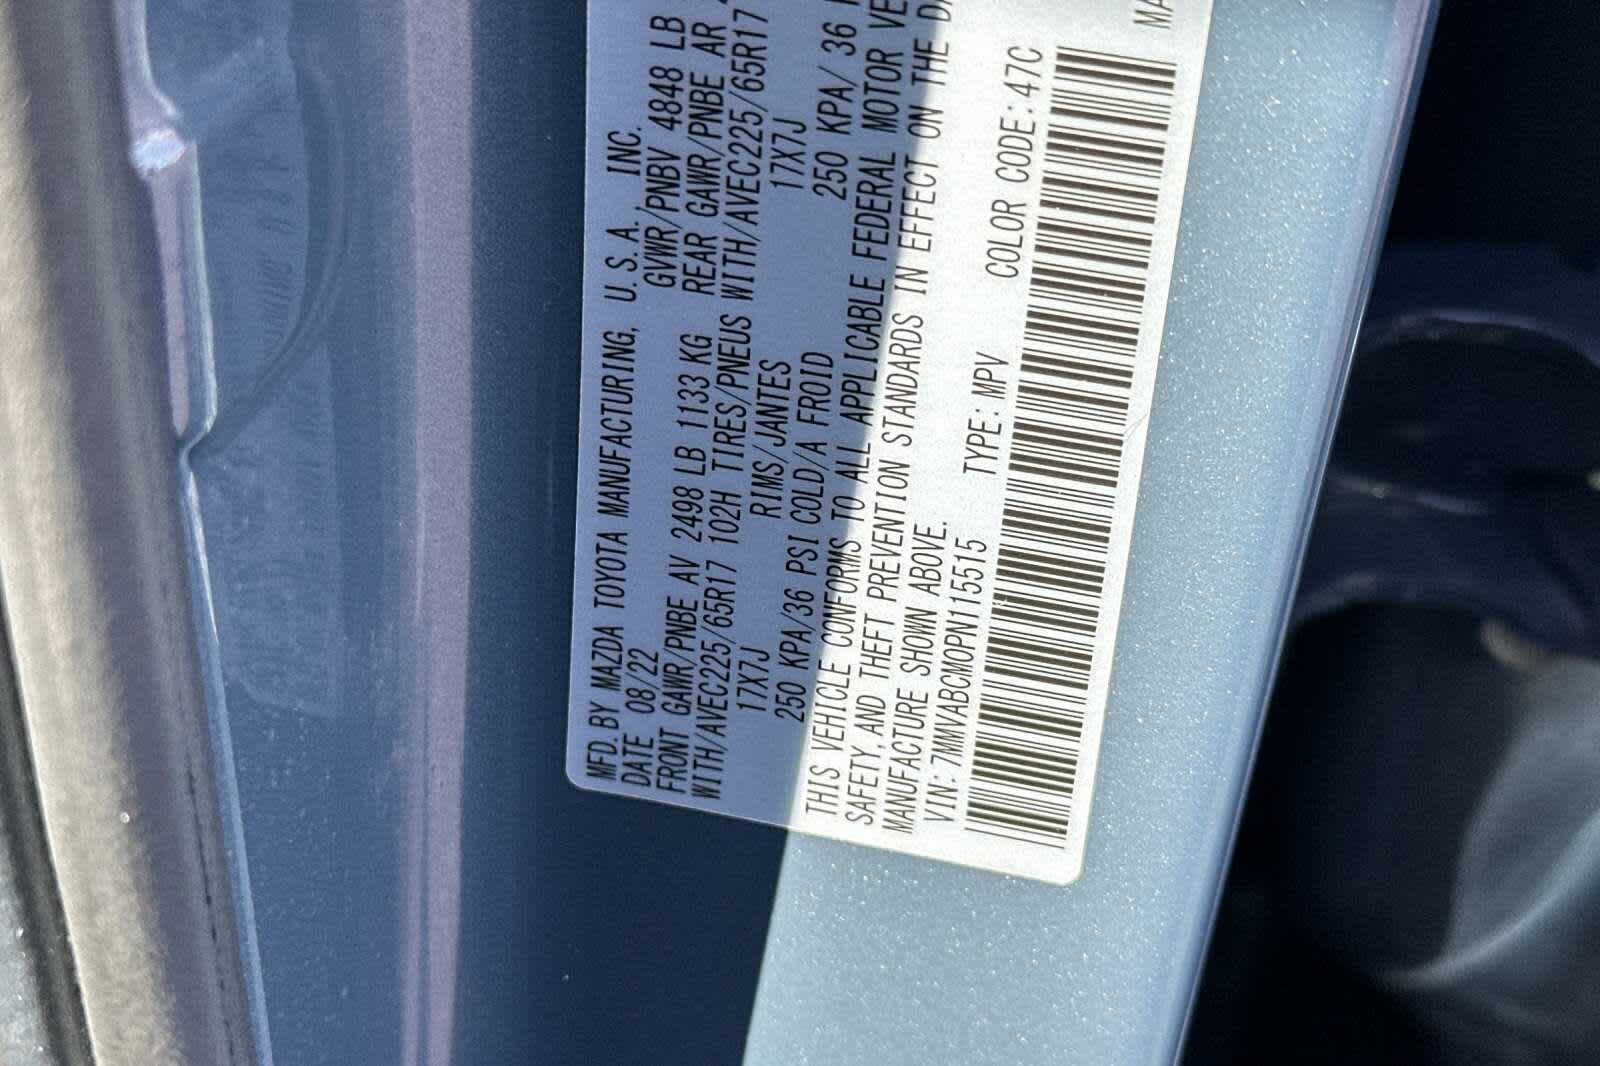 MFD. BY MAZDA TOYOTA MANUFACTURING, U.S.A., INC.
DATE 08/22 GVWR/PNBV 4848 LB
FRONT GAWR/PNBE AV 2498 LB 1133 KG REAR GAWR/PNBE AR
WITH/AVEC225/65R17 102H TIRES/PNEUS WITH/AVEC225/65R17
17X7J RIMS/JANTES 17X7J
250 KPA/36 PSI COLD/A FROID 250 KPA/ 36
THIS VEHICLE CONFORMS TO ALL APPLICABLE FEDERAL MOTOR
SAFETY, AND THEFT PREVENTION STANDARDS IN EFFECT ON THE
MANUFACTURE SHOWN ABOVE.
VIN: 7MMVABCM0PN115515 TYPE: MPV COLOR CODE: 47C
MA